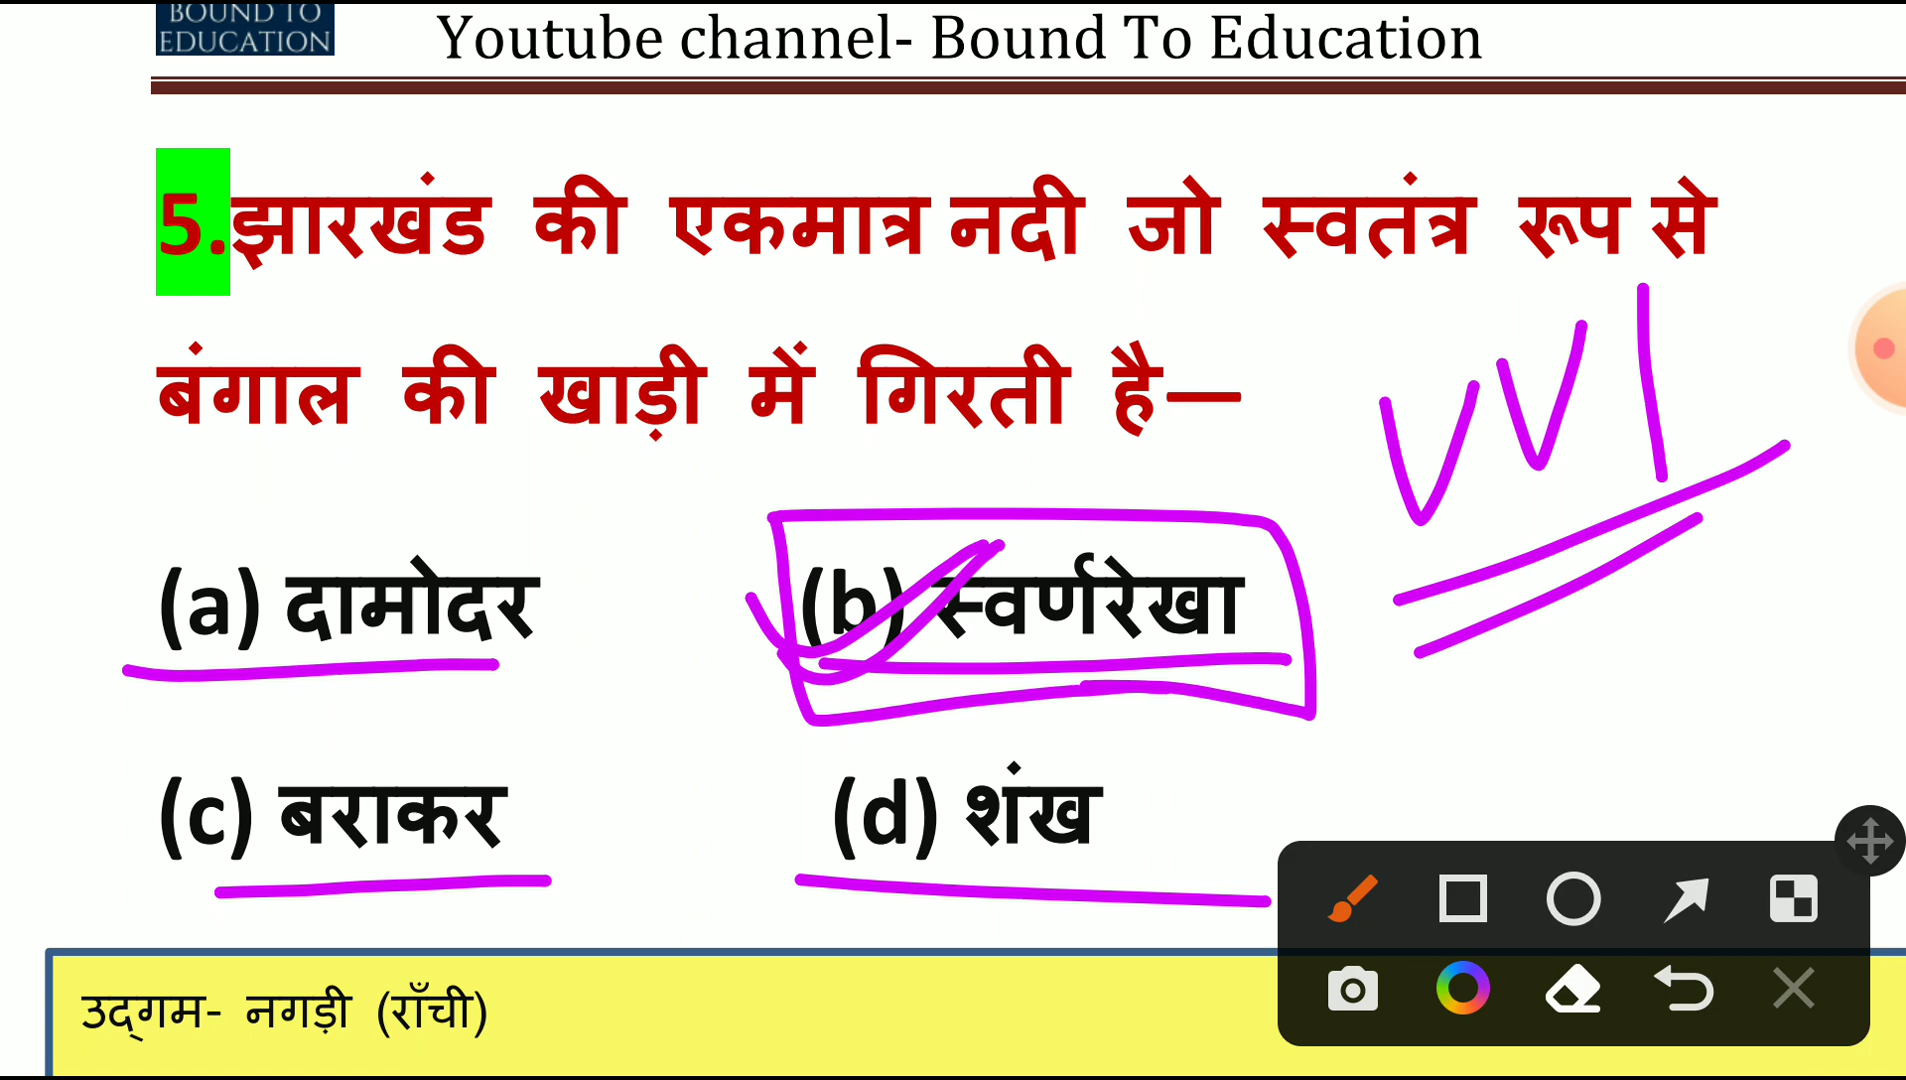 BOUND TO
EDUCATION
Youtube channel- Bound To Education
5.झारखंड की एकमात्र नदी जो स्वतंत्र रूप से
बंगाल की खाड़ी में गिरती है—
VVI
(a) दामोदर (b) स्वर्णरेखा
(c) बराकर (d) शंख
उद्‌गम- नगड़ी (राँची)